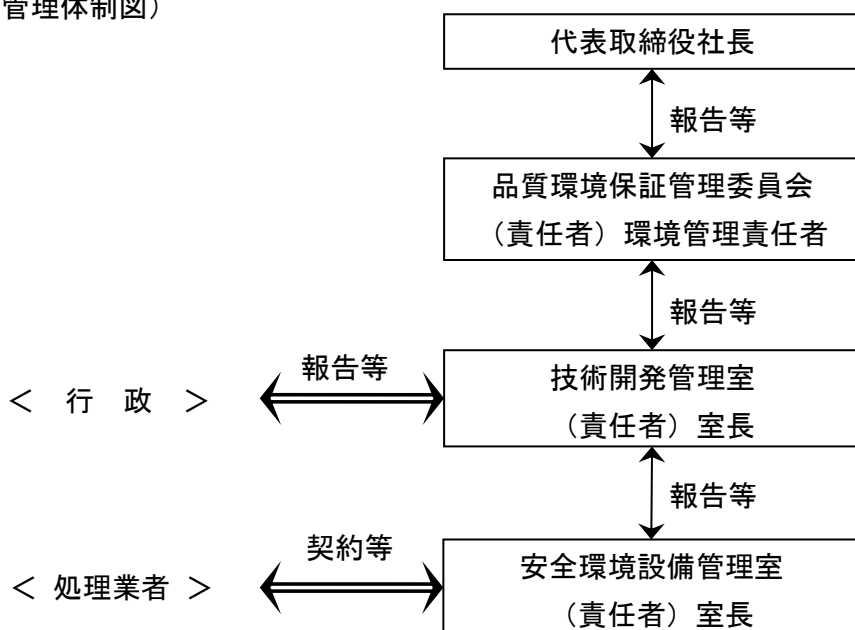 管理体制図）
代表取締役社長
報告等
品質環境保証管理委員会
（責任者）環境管理責任者
報告等
報告等
技術開発管理室
＜　行　政　＞
（責任者）室長
報告等
契約等
安全環境設備管理室
＜ 処理業者 ＞
（責任者）室長